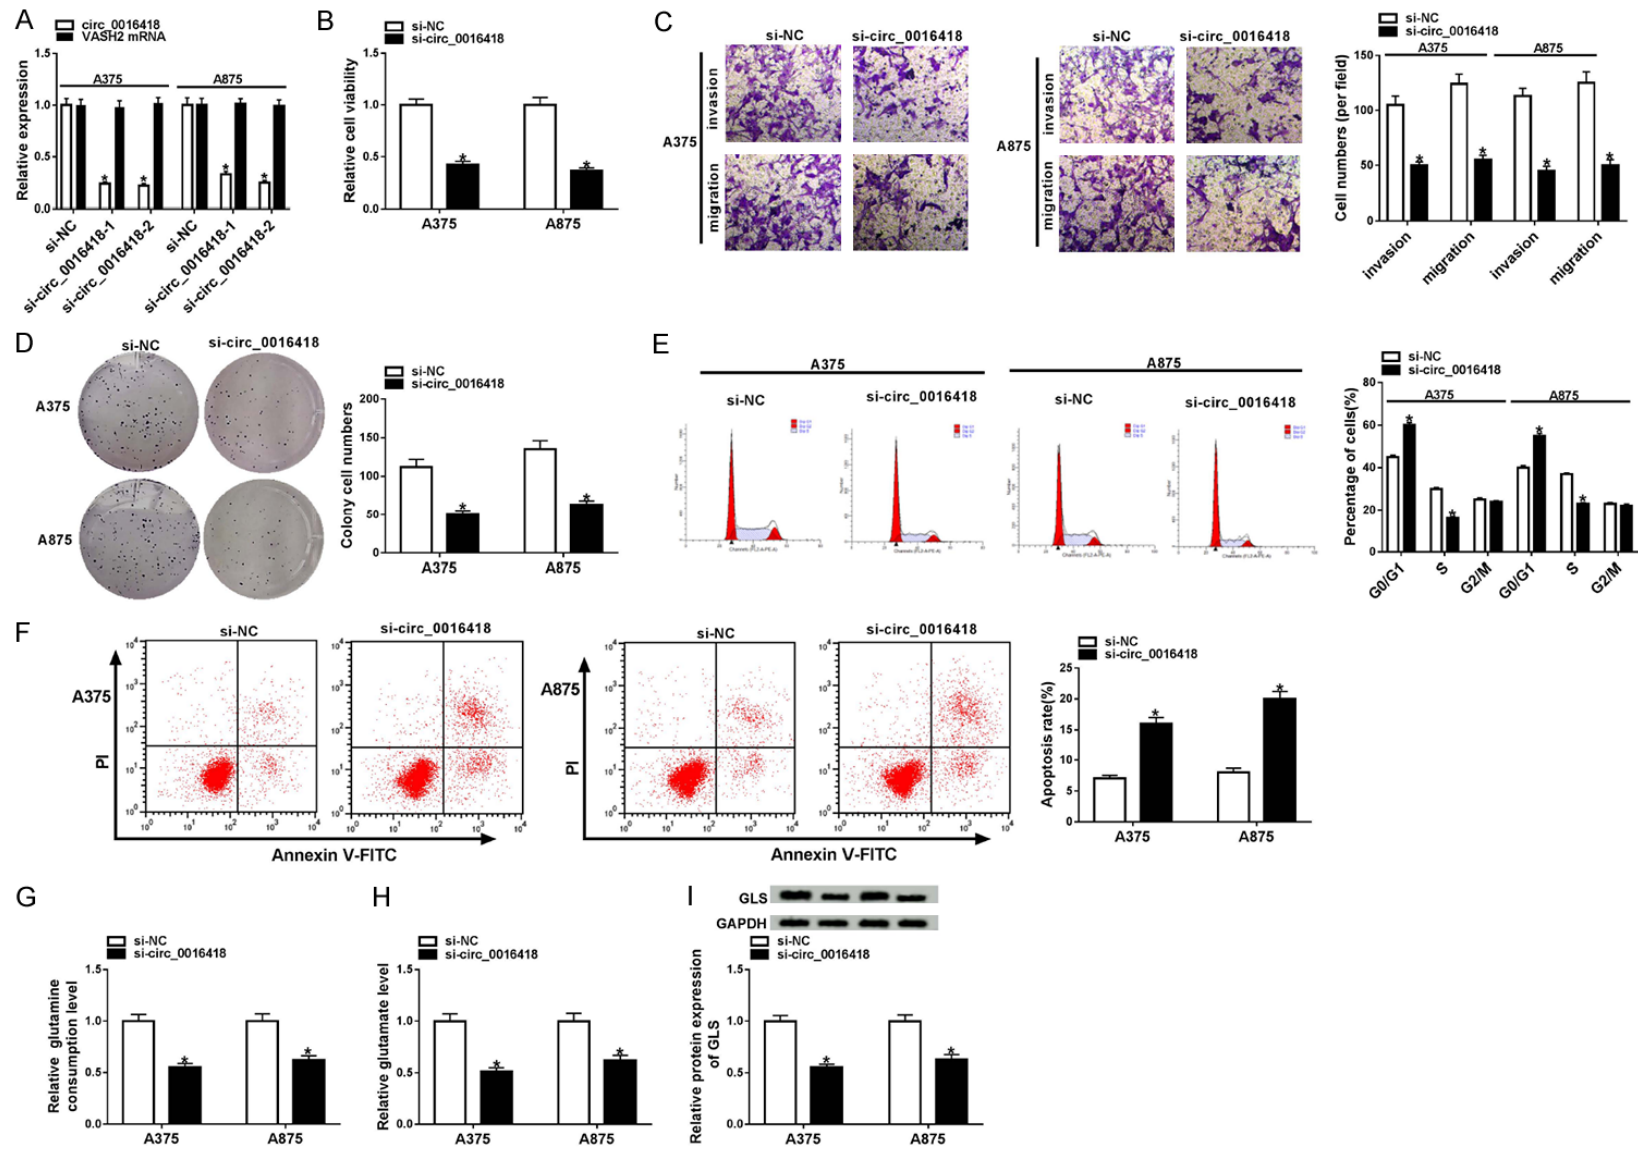 A
circ_0016418
VASH2 mRNA
Relative expression
1.5
1.0
0.5
0.0
A375
A875
si-NC
si-circ_0016418-1
si-circ_0016418-2
si-NC
si-circ_0016418-1
si-circ_0016418-2
B
si-NC
si-circ_0016418
Relative cell viability
1.5
1.0
0.5
0.0
A375
A875
C
si-NC
si-circ_0016418
A375
invasion
migration
si-NC
si-circ_0016418
A875
invasion
migration
si-NC
si-circ_0016418
Cell numbers (per field)
150
100
50
0
A375
A875
invasion
migration
invasion
migration
D
si-NC
si-circ_0016418
A375
A875
si-NC
si-circ_0016418
Colony cell numbers
200
150
100
50
0
A375
A875
E
A375
A875
si-NC
si-circ_0016418
si-NC
si-circ_0016418
si-NC
si-circ_0016418
Percentage of cells(%)
80
60
40
20
0
A375
A875
G0/G1
S
G2/M
G0/G1
S
G2/M
F
si-NC
si-circ_0016418
si-NC
si-circ_0016418
A375
PI
Annexin V-FITC
A875
PI
Annexin V-FITC
si-NC
si-circ_0016418
Apoptosis rate(%)
25
20
15
10
5
0
A375
A875
G
si-NC
si-circ_0016418
Relative glutamine
consumption level
1.5
1.0
0.5
0.0
A375
A875
H
si-NC
si-circ_0016418
Relative glutamate level
1.5
1.0
0.5
0.0
A375
A875
I
GLS
GAPDH
si-NC
si-circ_0016418
Relative protein expression
of GLS
1.5
1.0
0.5
0.0
A375
A875